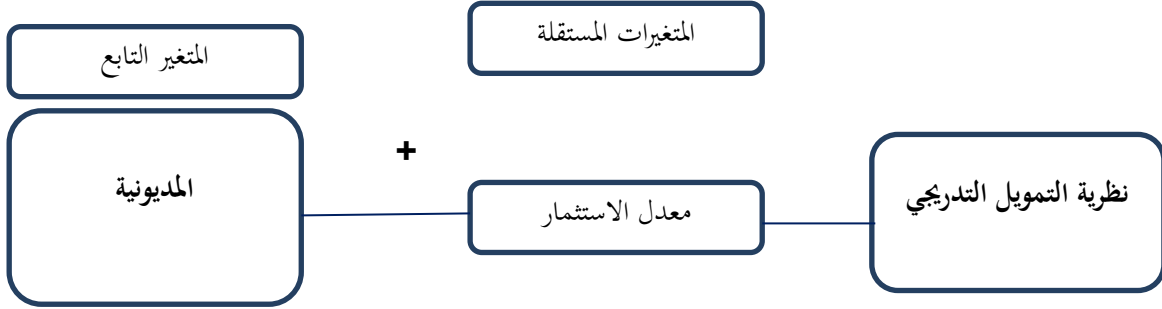 المتغيرات المستقلة
المتغير التابع
+
نظرية التمويل التدريجي
معدل الاستثمار
المديونية